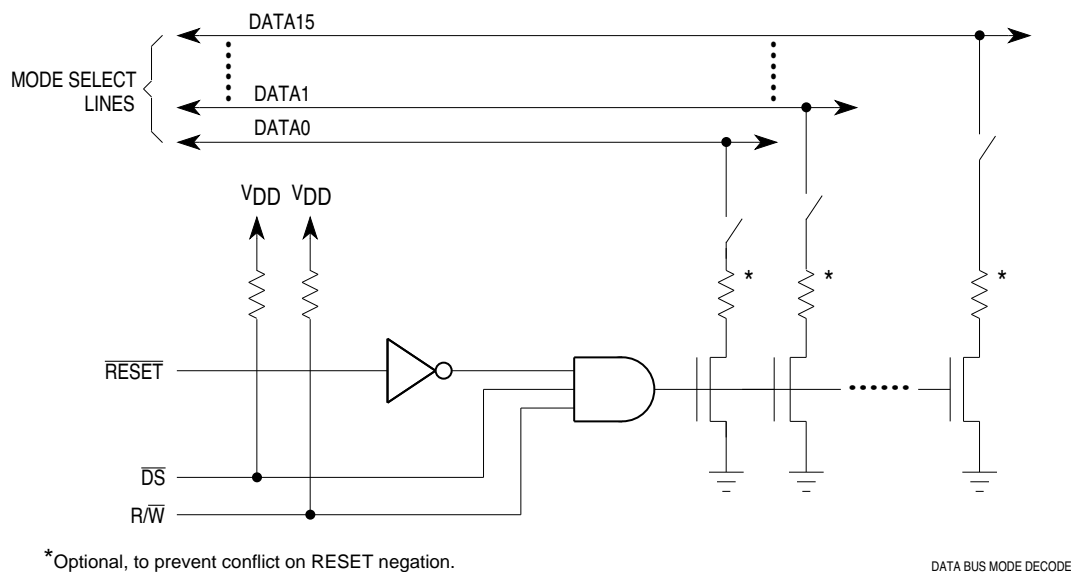 DATA15
MODE SELECT
LINES
DATA1
DATA0
VDD VDD
*
*
*
RESET
DS
R/W
*Optional, to prevent conflict on RESET negation.
DATA BUS MODE DECODE